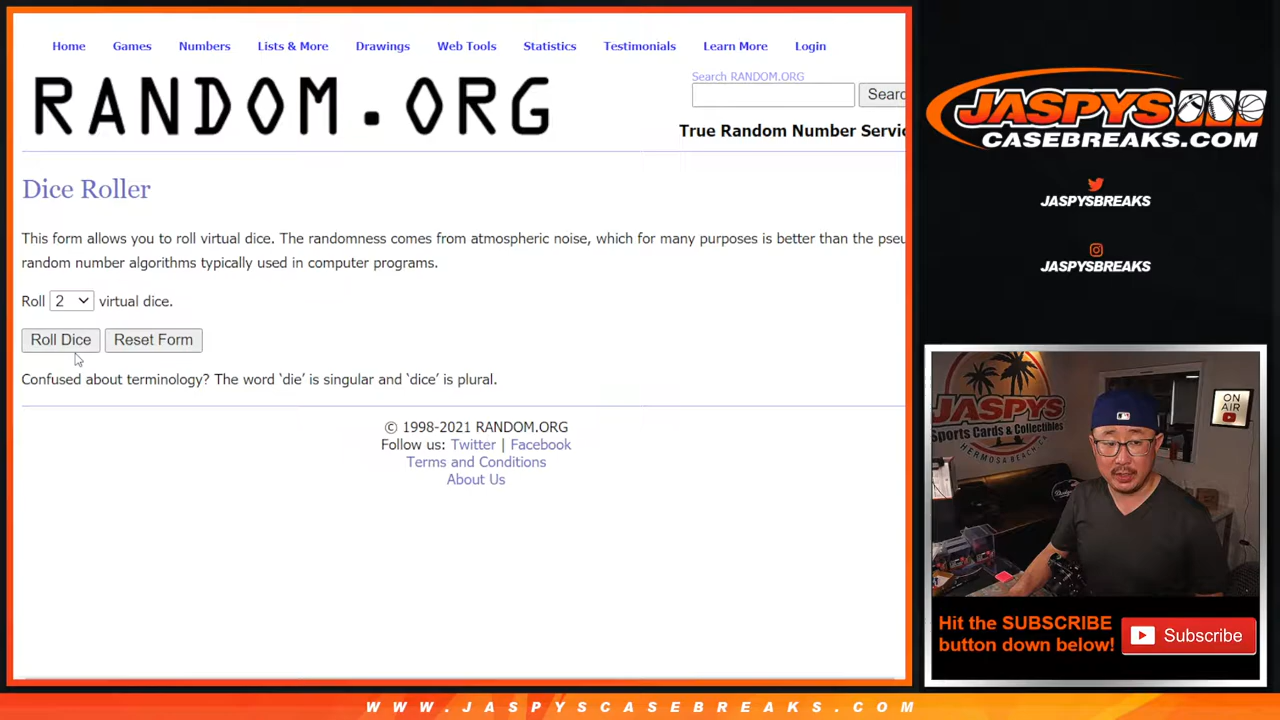 Home Games Numbers Lists & More Drawings Web Tools Statistics Testimonials Learn More Login
RANDOM.ORG
Search RANDOM.ORG
Searc
True Random Number Servic
Dice Roller
This form allows you to roll virtual dice. The randomness comes from atmospheric noise, which for many purposes is better than the pseu
random number algorithms typically used in computer programs.
Roll 2 virtual dice.
Roll Dice Reset Form
Confused about terminology? The word ‘die’ is singular and ‘dice’ is plural.
© 1998-2021 RANDOM.ORG
Follow us: Twitter | Facebook
Terms and Conditions
About Us
JASPYS
CASEBREAKS.COM
JASPYSBREAKS
JASPYSBREAKS
JASPYS
Sports Cards & Collectibles
HERMOSA BEACH CA
ON
AIR
Hit the SUBSCRIBE
button down below!
Subscribe
WWW.JASPYSCASEBREAKS.COM